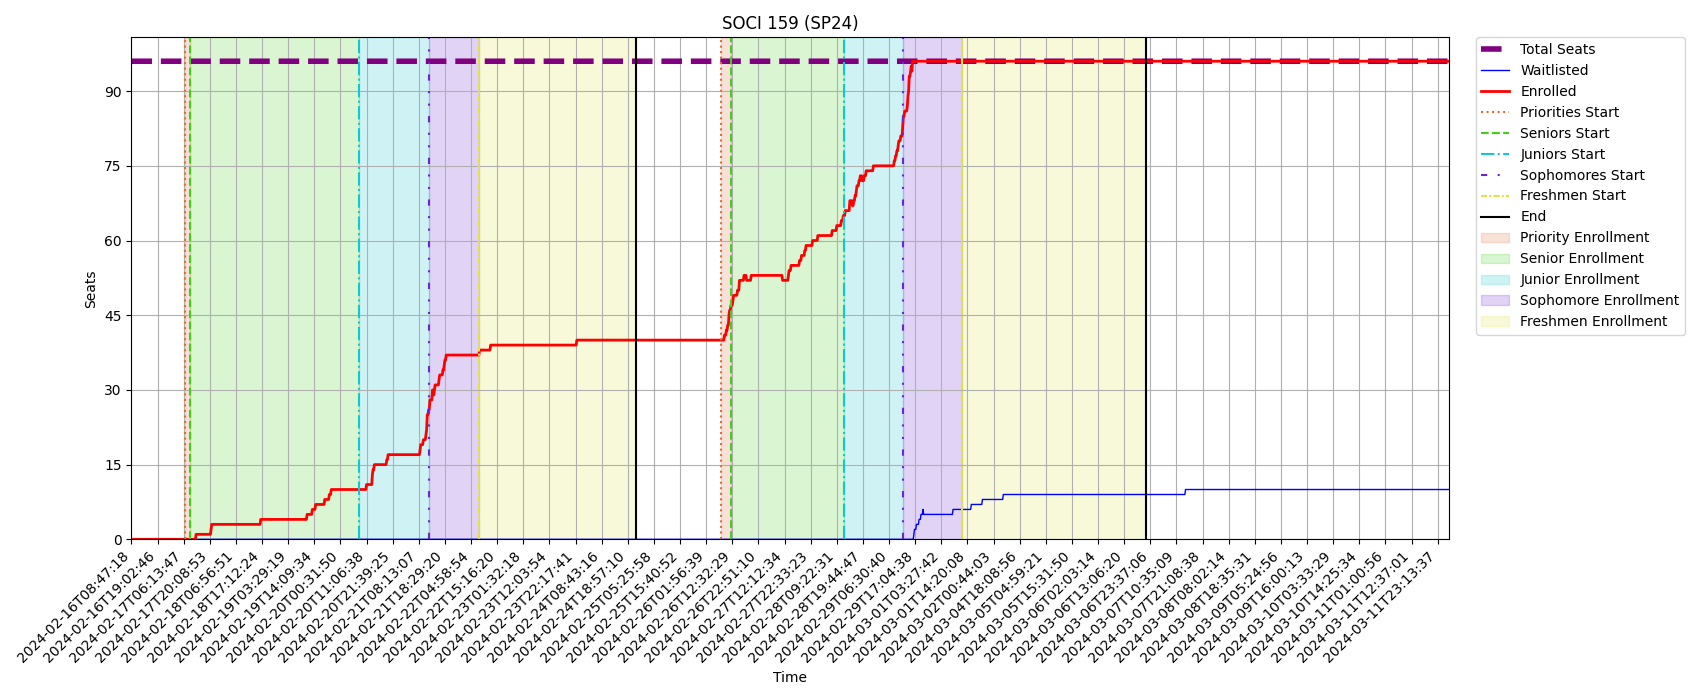 SOCI 159 (SP24)
Seats
90
75
60
45
30
15
0
2024-02-16T08:47:18
2024-02-16T19:02:46
2024-02-17T06:13:47
2024-02-17T20:08:53
2024-02-18T06:56:51
2024-02-18T17:12:24
2024-02-19T03:29:19
2024-02-19T14:09:34
2024-02-20T00:31:50
2024-02-20T11:06:38
2024-02-20T21:39:25
2024-02-21T08:13:07
2024-02-21T18:29:20
2024-02-22T04:58:54
2024-02-22T15:16:20
2024-02-23T01:32:18
2024-02-23T12:03:54
2024-02-23T22:17:41
2024-02-24T08:43:16
2024-02-24T18:57:10
2024-02-25T05:25:58
2024-02-25T15:40:52
2024-02-26T01:56:39
2024-02-26T12:32:29
2024-02-26T22:51:10
2024-02-27T12:12:34
2024-02-27T22:33:23
2024-02-28T09:22:31
2024-02-28T19:44:47
2024-02-29T06:30:40
2024-02-29T17:04:38
2024-03-01T03:27:42
2024-03-01T14:20:08
2024-03-02T00:44:03
2024-03-04T18:08:56
2024-03-05T04:59:21
2024-03-05T15:31:50
2024-03-06T02:03:14
2024-03-06T13:06:20
2024-03-06T23:37:06
2024-03-07T10:35:09
2024-03-07T21:08:38
2024-03-08T08:02:14
2024-03-08T18:35:31
2024-03-09T05:24:56
2024-03-09T16:00:13
2024-03-10T03:33:29
2024-03-10T14:25:34
2024-03-11T01:00:56
2024-03-11T12:37:01
2024-03-11T23:13:37
Time
Total Seats
Waitlisted
Enrolled
Priorities Start
Seniors Start
Juniors Start
Sophomores Start
Freshmen Start
End
Priority Enrollment
Senior Enrollment
Junior Enrollment
Sophomore Enrollment
Freshmen Enrollment